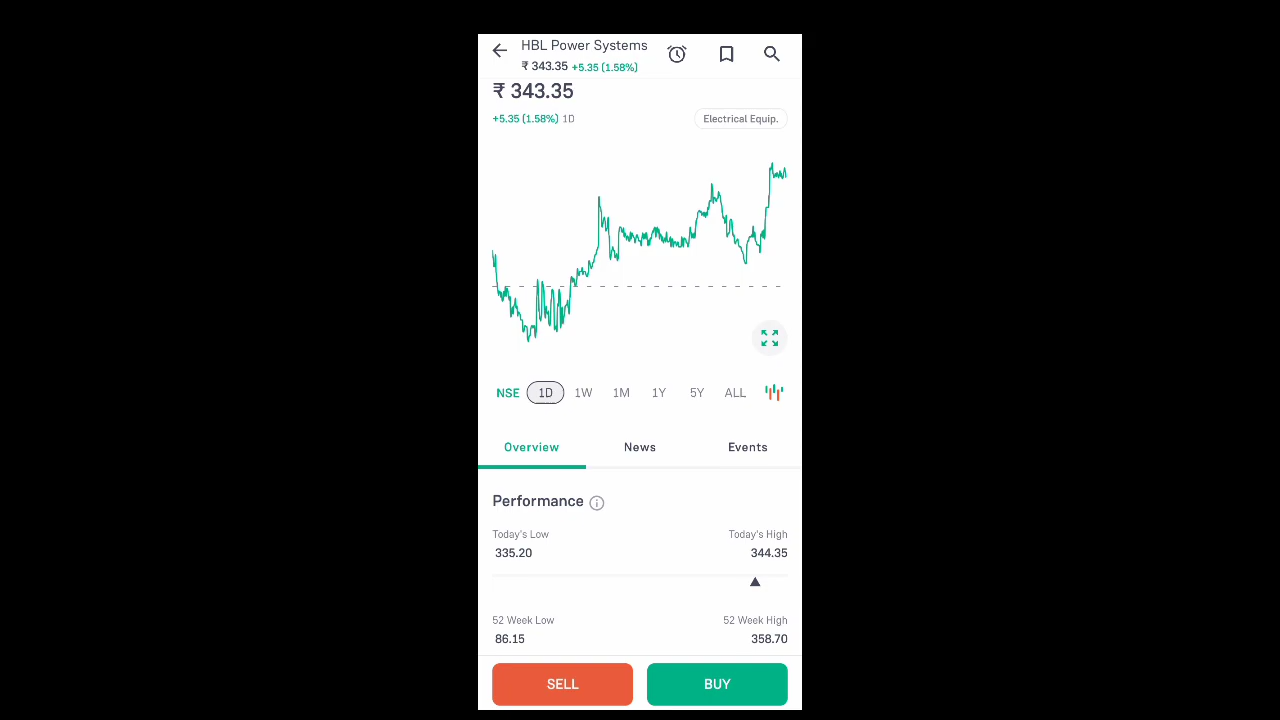 HBL Power Systems
₹ 343.35 +5.35 (1.58%)
₹ 343.35
+5.35 (1.58%) 1D
Electrical Equip.
NSE 1D 1W 1M 1Y 5Y ALL
Overview News Events
Performance
Today's Low Today's High
335.20 344.35
52 Week Low 52 Week High
86.15 358.70
SELL BUY